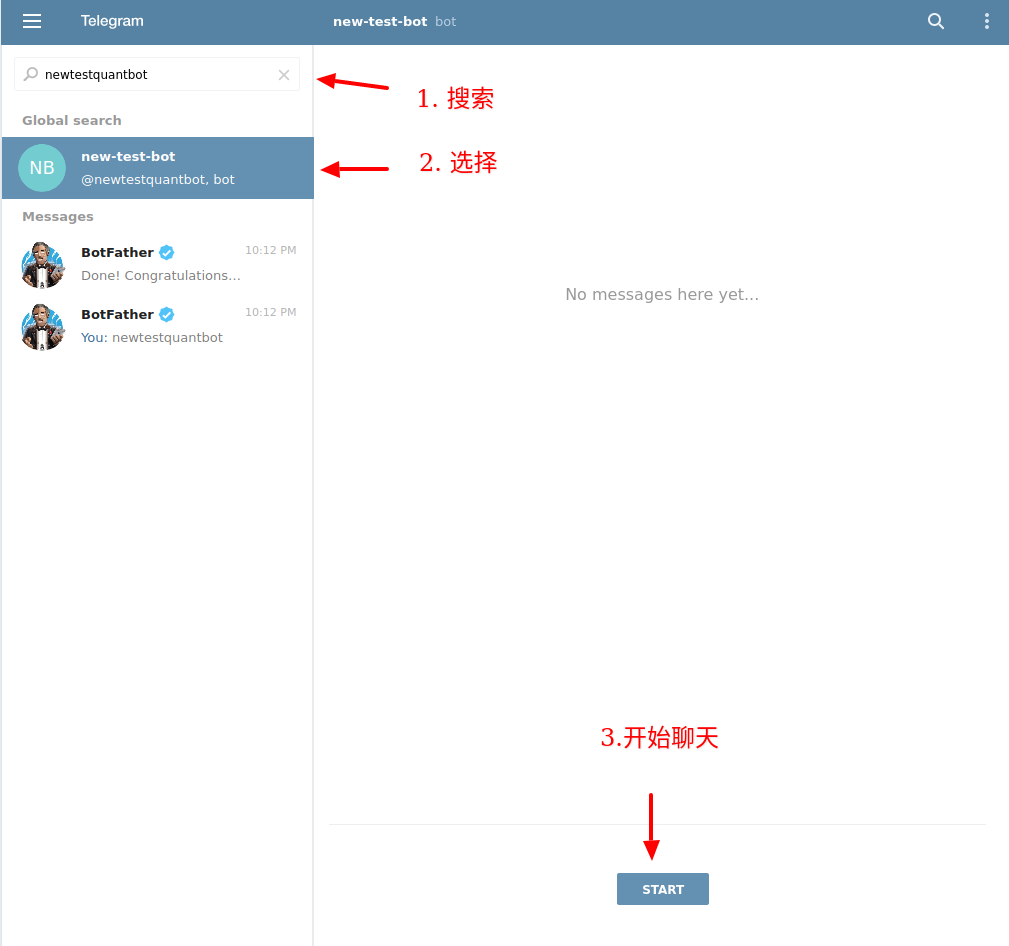 Telegram
new-test-bot bot
newtestquantbot
1. 搜索
Global search
NB
new-test-bot
@newtestquantbot, bot
2. 选择
Messages
BotFather 10:12 PM
Done! Congratulations...
BotFather 10:12 PM
You: newtestquantbot
No messages here yet...
3.开始聊天
START